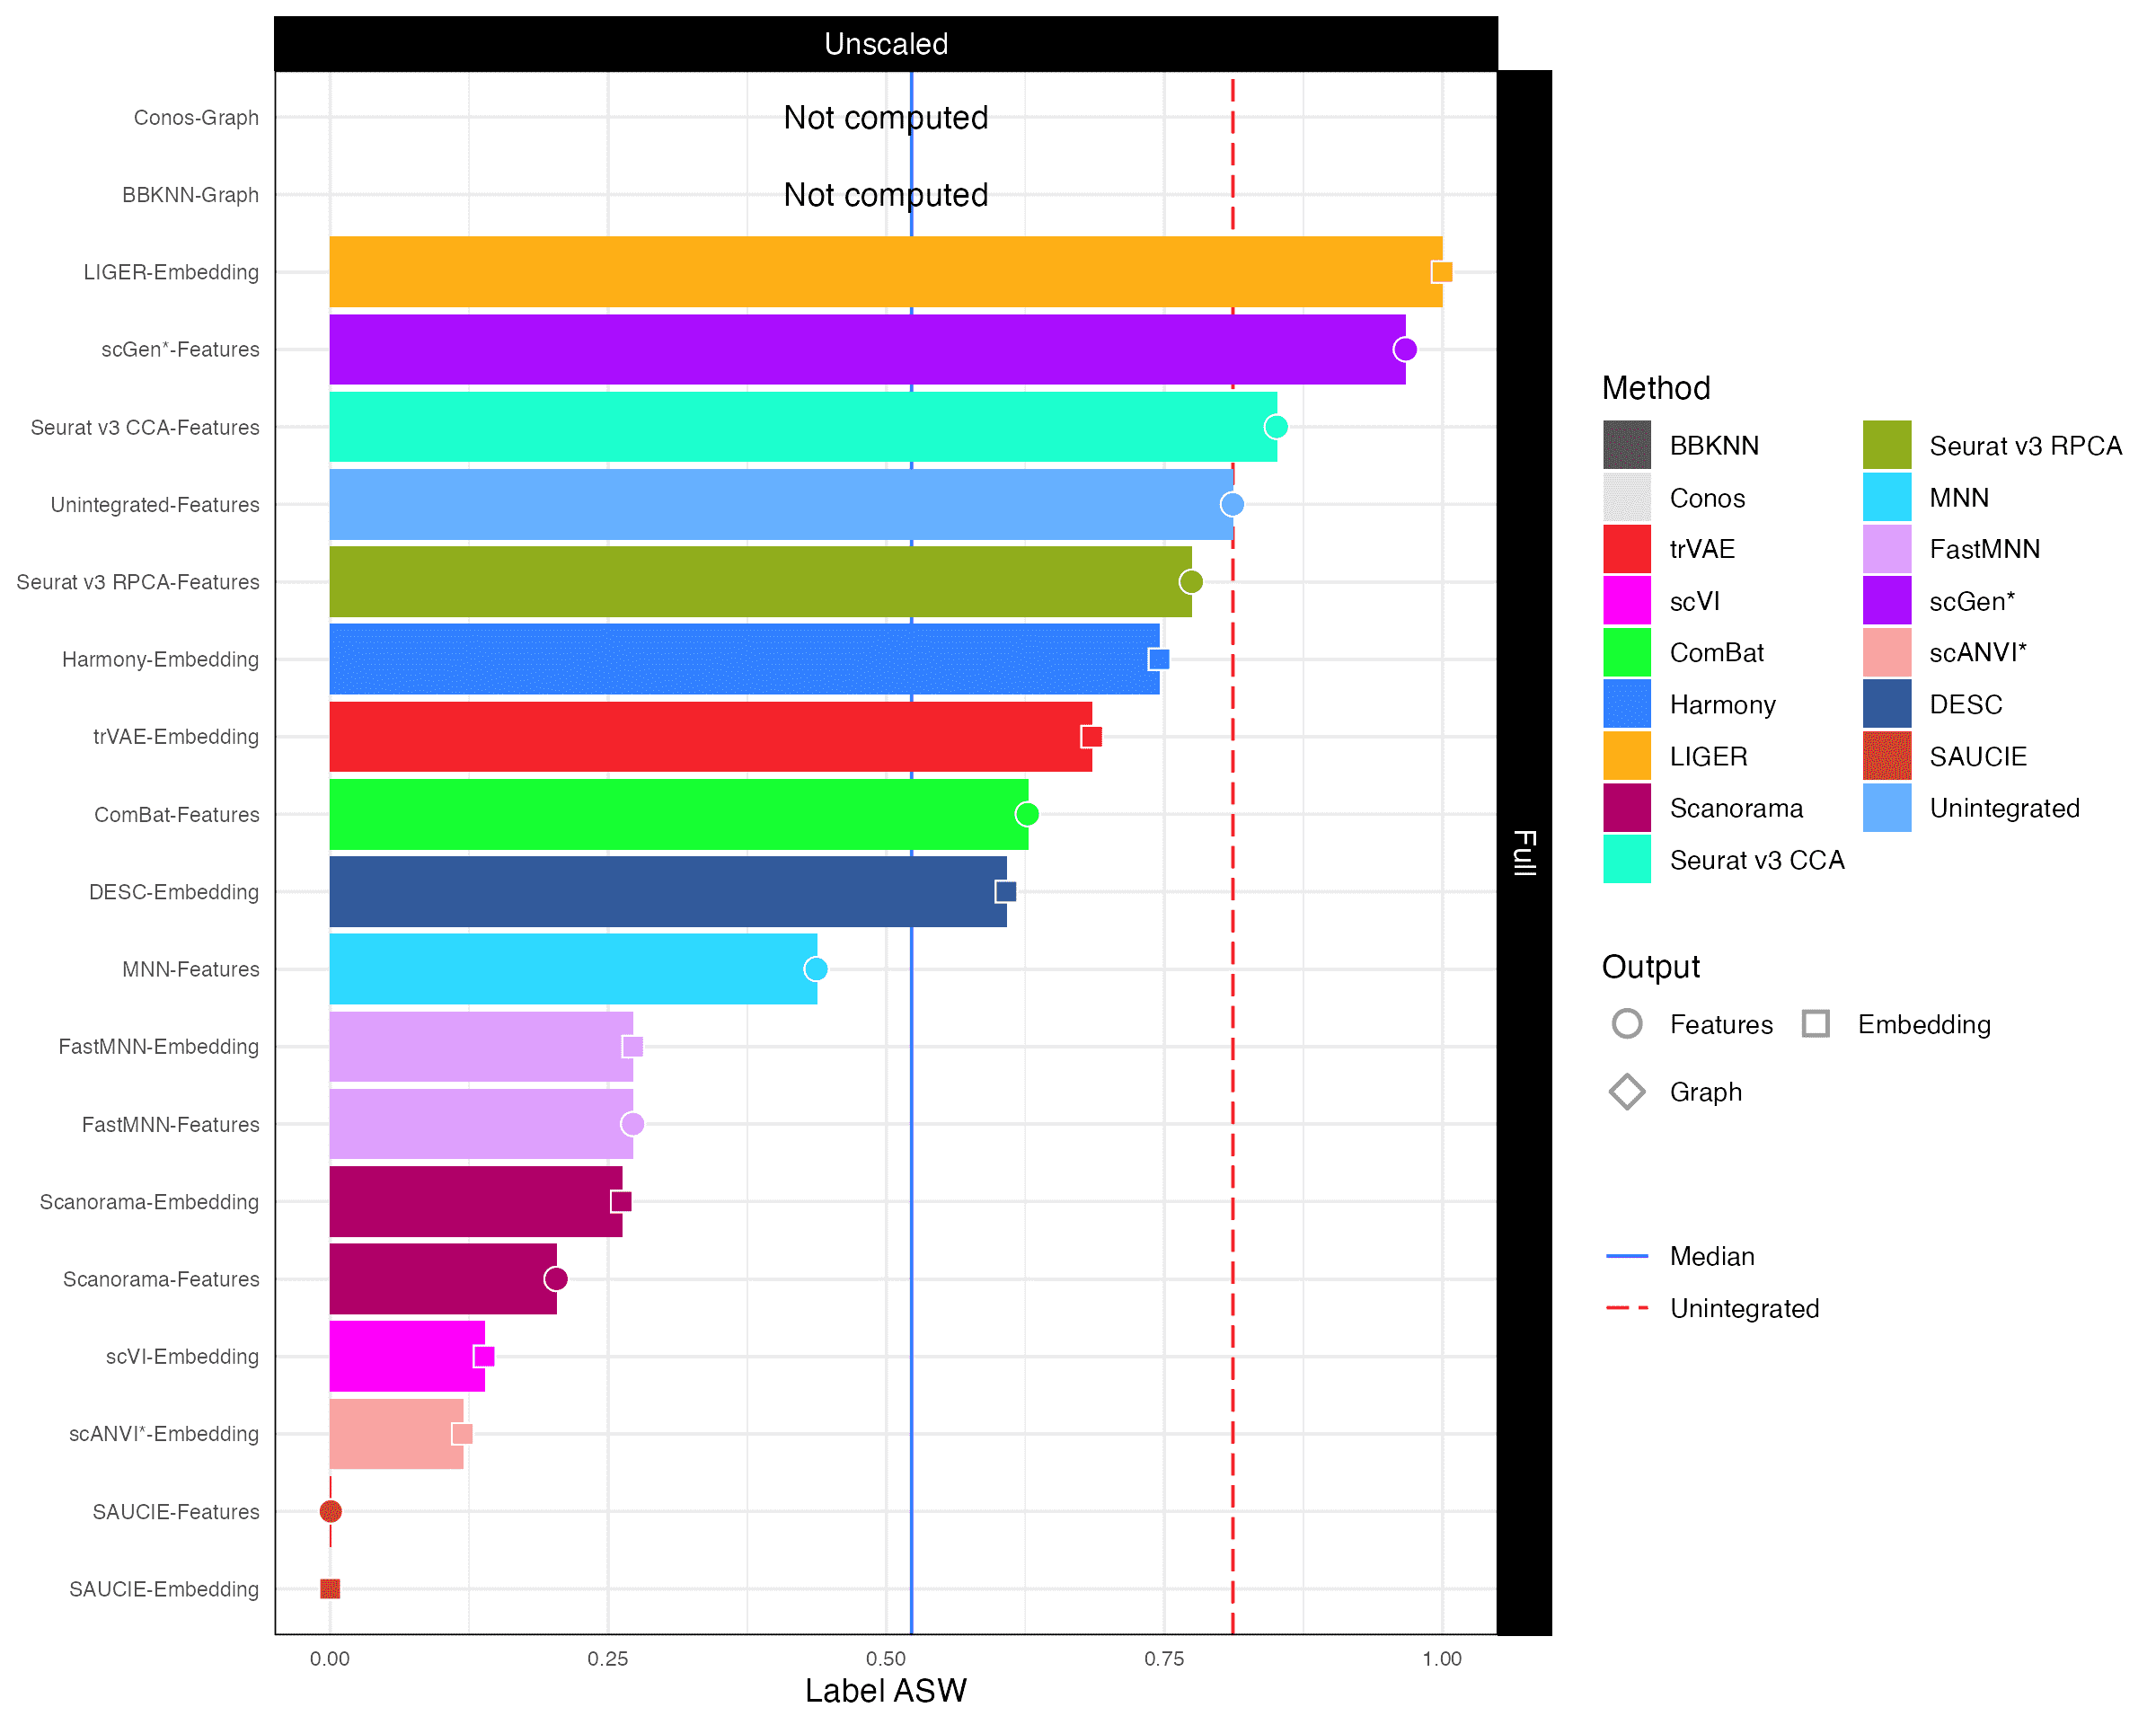 Unscaled
Conos-Graph
Not computed
BBKNN-Graph
Not computed
LIGER-Embedding
scGen*-Features
Seurat v3 CCA-Features
Unintegrated-Features
Seurat v3 RPCA-Features
Harmony-Embedding
trVAE-Embedding
ComBat-Features
DESC-Embedding
MNN-Features
FastMNN-Embedding
FastMNN-Features
Scanorama-Embedding
Scanorama-Features
scVI-Embedding
scANVI*-Embedding
SAUCIE-Features
SAUCIE-Embedding
0.00 0.25 0.50 0.75 1.00
Label ASW
Full
Method
BBKNN
Conos
trVAE
scVI
ComBat
Harmony
LIGER
Scanorama
Seurat v3 CCA
Seurat v3 RPCA
MNN
FastMNN
scGen*
scANVI*
DESC
SAUCIE
Unintegrated
Output
Features Embedding
Graph
Median
Unintegrated